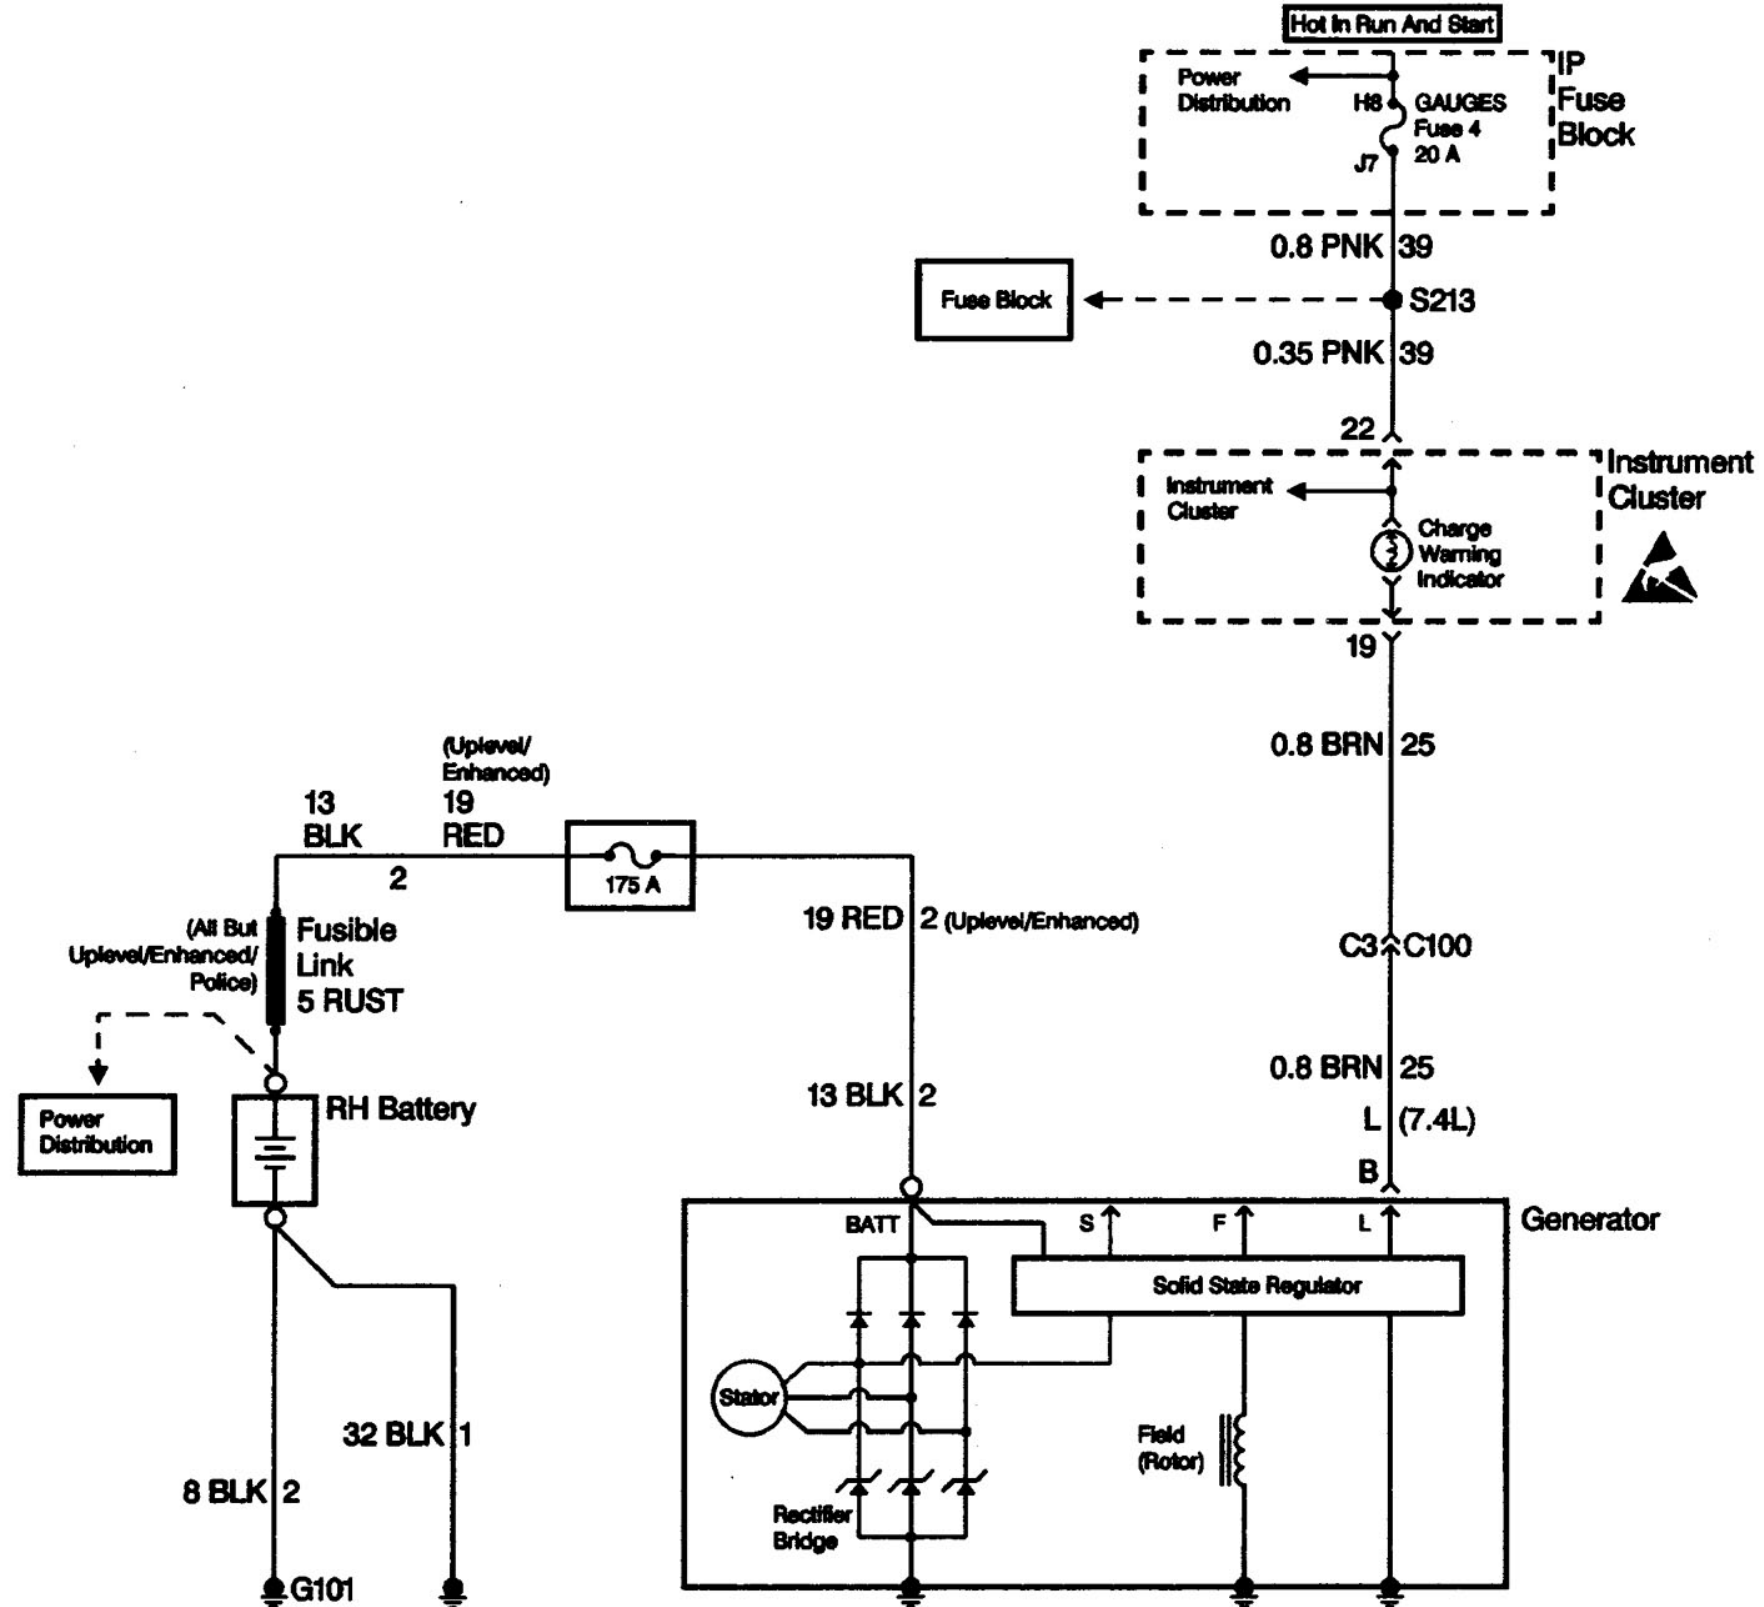 Hot In Run And Start
Power
Distribution
H8
GAUGES
Fuse 4
20 A
J7
IP
Fuse
Block
0.8 PNK 39
Fuse Block
S213
0.35 PNK 39
22
Instrument
Cluster
Charge
Warning
Indicator
Instrument
Cluster
19
0.8 BRN 25
(Uplevel/
Enhanced)
13
BLK
19
RED
2
175 A
19 RED 2 (Uplevel/Enhanced)
(All But
Uplevel/Enhanced/
Police)
Fusible
Link
5 RUST
C3 C100
Power
Distribution
RH Battery
13 BLK 2
0.8 BRN 25
L (7.4L)
B
BATT
S
F
L
Generator
Solid State Regulator
Stator
Field
(Rotor)
Rectifier
Bridge
32 BLK 1
8 BLK 2
G101